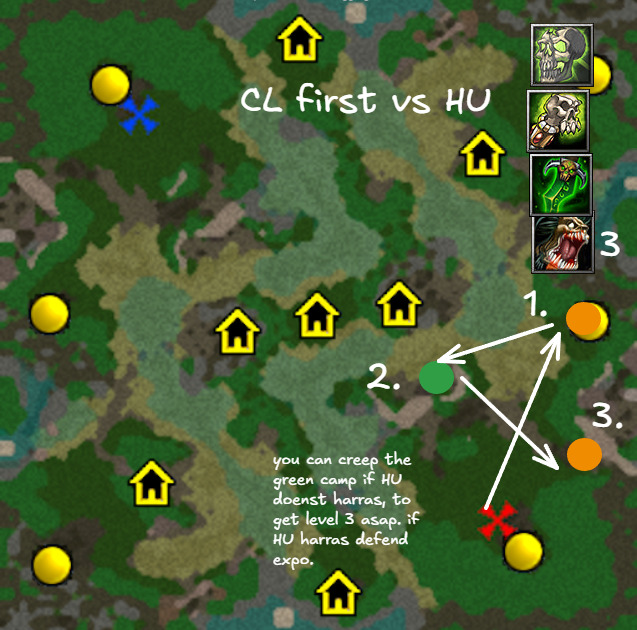 CL first vs HU
3
1.
2.
3.
you can creep the
green camp if HU
doenst harras, to
get level 3 asap. if
HU harras defend
expo.